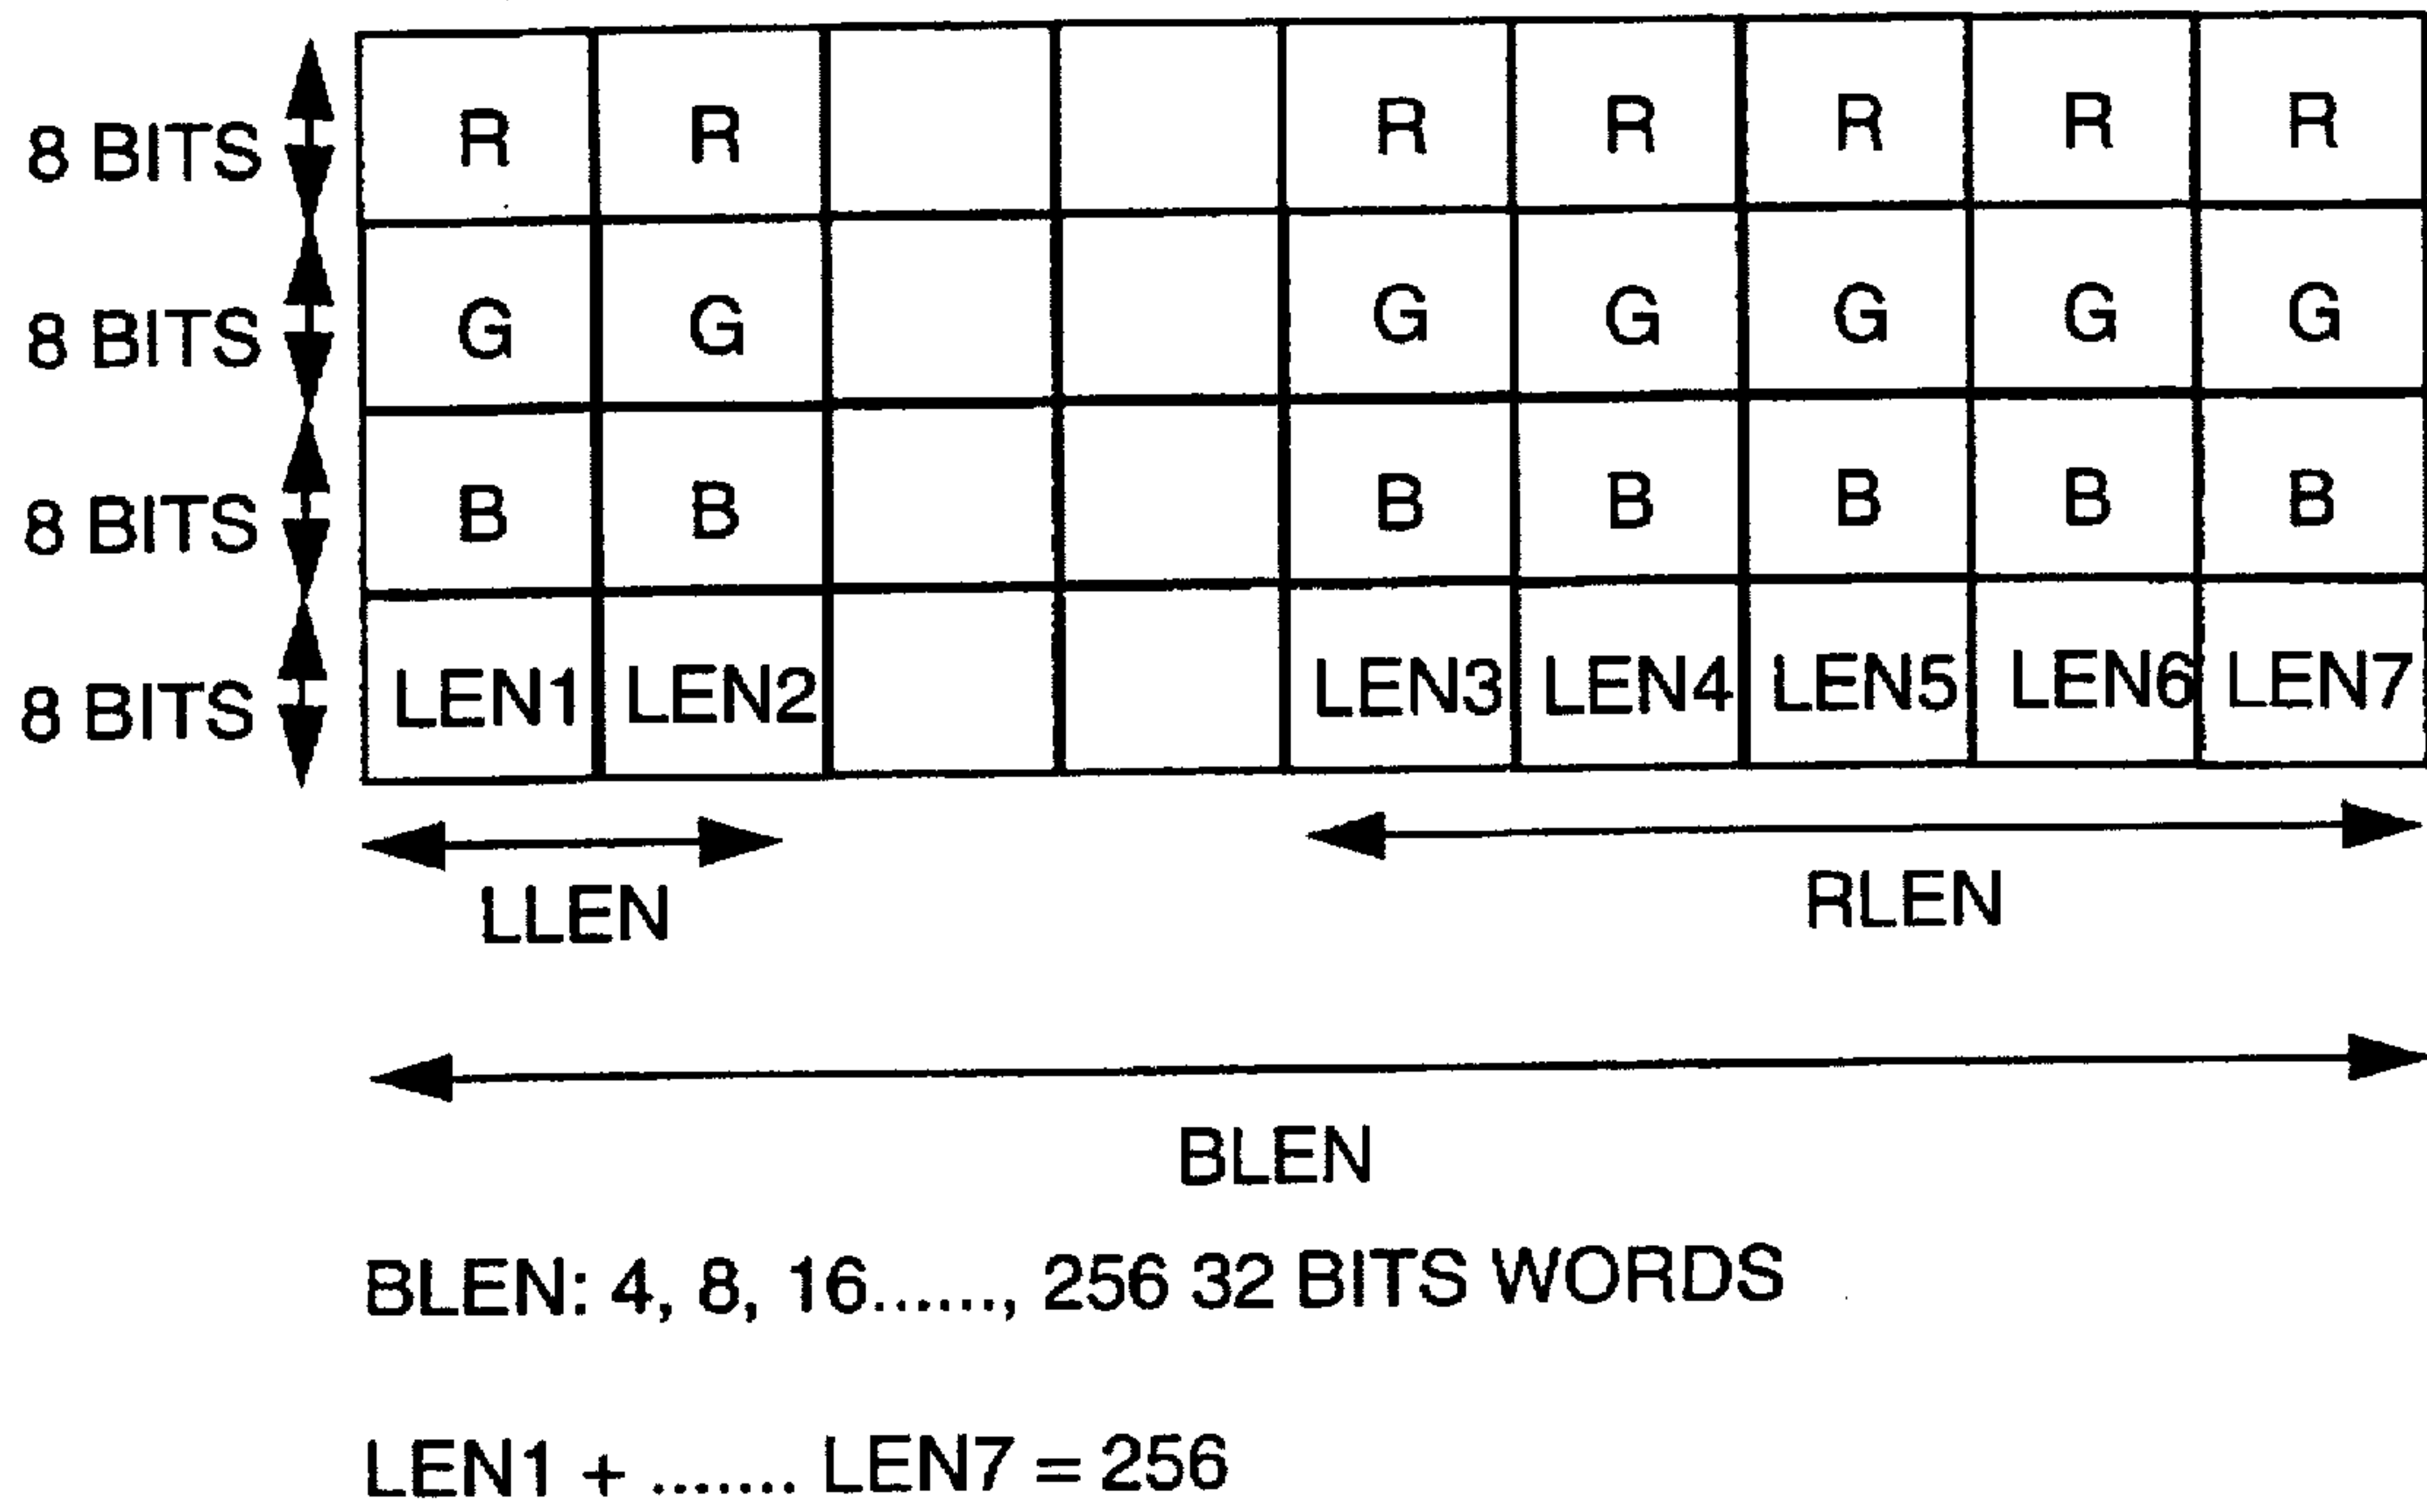 8 BITS R R R R R R R
8 BITS G G G G G G G
8 BITS B B B B B B B
8 BITS LEN1 LEN2 LEN3 LEN4 LEN5 LEN6 LEN7
LLEN RLEN
BLEN
BLEN: 4, 8, 16......, 256 32 BITS WORDS
LEN1 + ....... LEN7 = 256